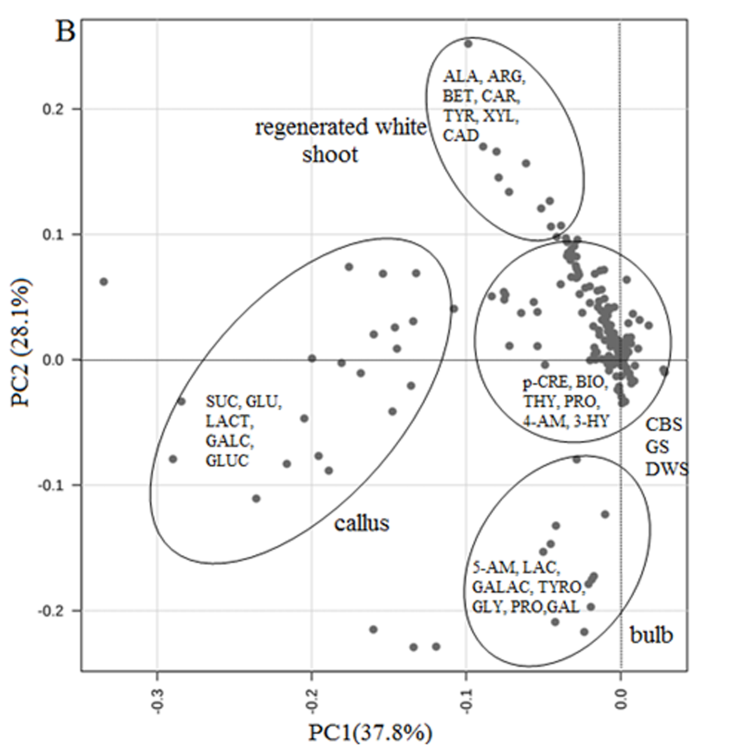 B
ALA, ARG,
BET, CAR,
TYR, XYL,
CAD
regenerated white
shoot
0.2
0.1
0.0
-0.1
-0.2
PC2 (28.1%)
SUC, GLU,
LACT,
GALC,
GLUC
callus
p-CRE, BIO,
THY, PRO,
4-AM, 3-HY
CBS
GS
DWS
5-AM, LAC,
GALAC, TYRO,
GLY, PRO,GAL
bulb
-0.3
-0.2
-0.1
0.0
PC1(37.8%)